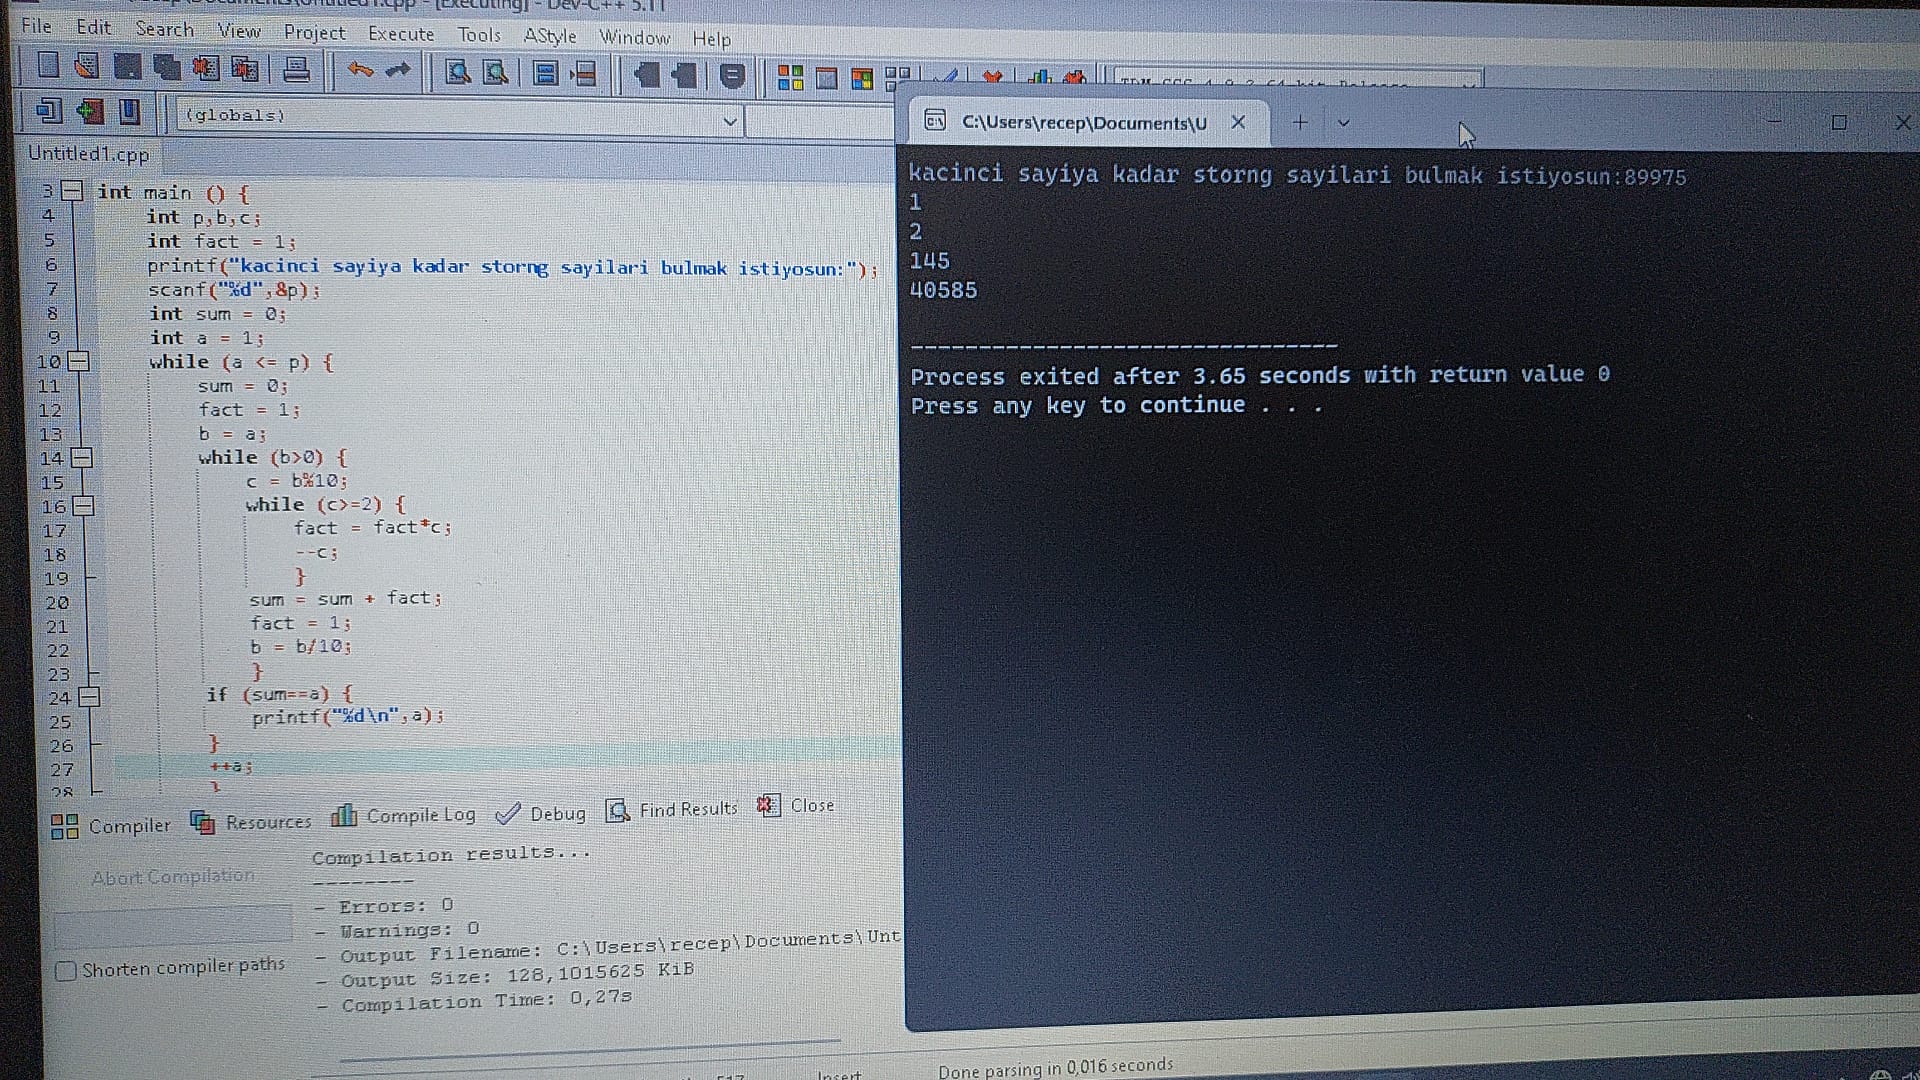 [Executing] - Dev-C++ 5.11
File Edit Search View Project Execute Tools AStyle Window Help
(globals)
Untitled1.cpp
3 int main () {
4 int p,b,c;
5 int fact = 1;
6 printf("kacinci sayiya kadar storng sayilari bulmak istiyosun:");
7 scanf("%d",&p);
8 int sum = 0;
9 int a = 1;
10 while (a <= p) {
11 sum = 0;
12 fact = 1;
13 b = a;
14 while (b>0) {
15 c = b%10;
16 while (c>=2) {
17 fact = fact*c;
18 --c;
19 }
20 sum = sum + fact;
21 fact = 1;
22 b = b/10;
23 }
24 if (sum==a) {
25 printf("%d\n",a);
26 }
27 ++a;
28 }
Compiler Resources Compile Log Debug Find Results Close
Abort Compilation
Shorten compiler paths
Compilation results...
--------
- Errors: 0
- Warnings: 0
- Output Filename: C:\Users\recep\Documents\Unt
- Output Size: 128,1015625 KiB
- Compilation Time: 0,27s
Insert
Done parsing in 0,016 seconds
C:\Users\recep\Documents\U
kacinci sayiya kadar storng sayilari bulmak istiyosun:89975
1
2
145
40585
--------------------------------
Process exited after 3.65 seconds with return value 0
Press any key to continue . . .